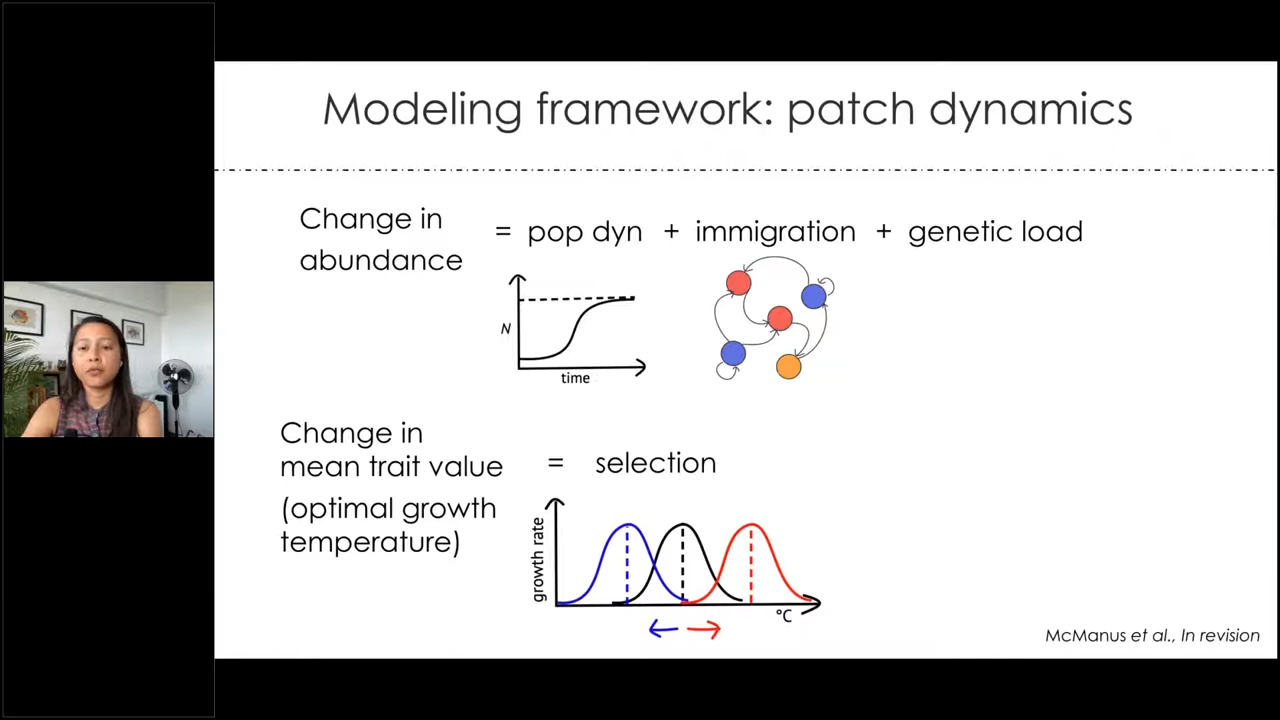 Modeling framework: patch dynamics
Change in abundance = pop dyn + immigration + genetic load
N
time
Change in
mean trait value = selection
(optimal growth
temperature)
growth rate
°C
McManus et al., In revision